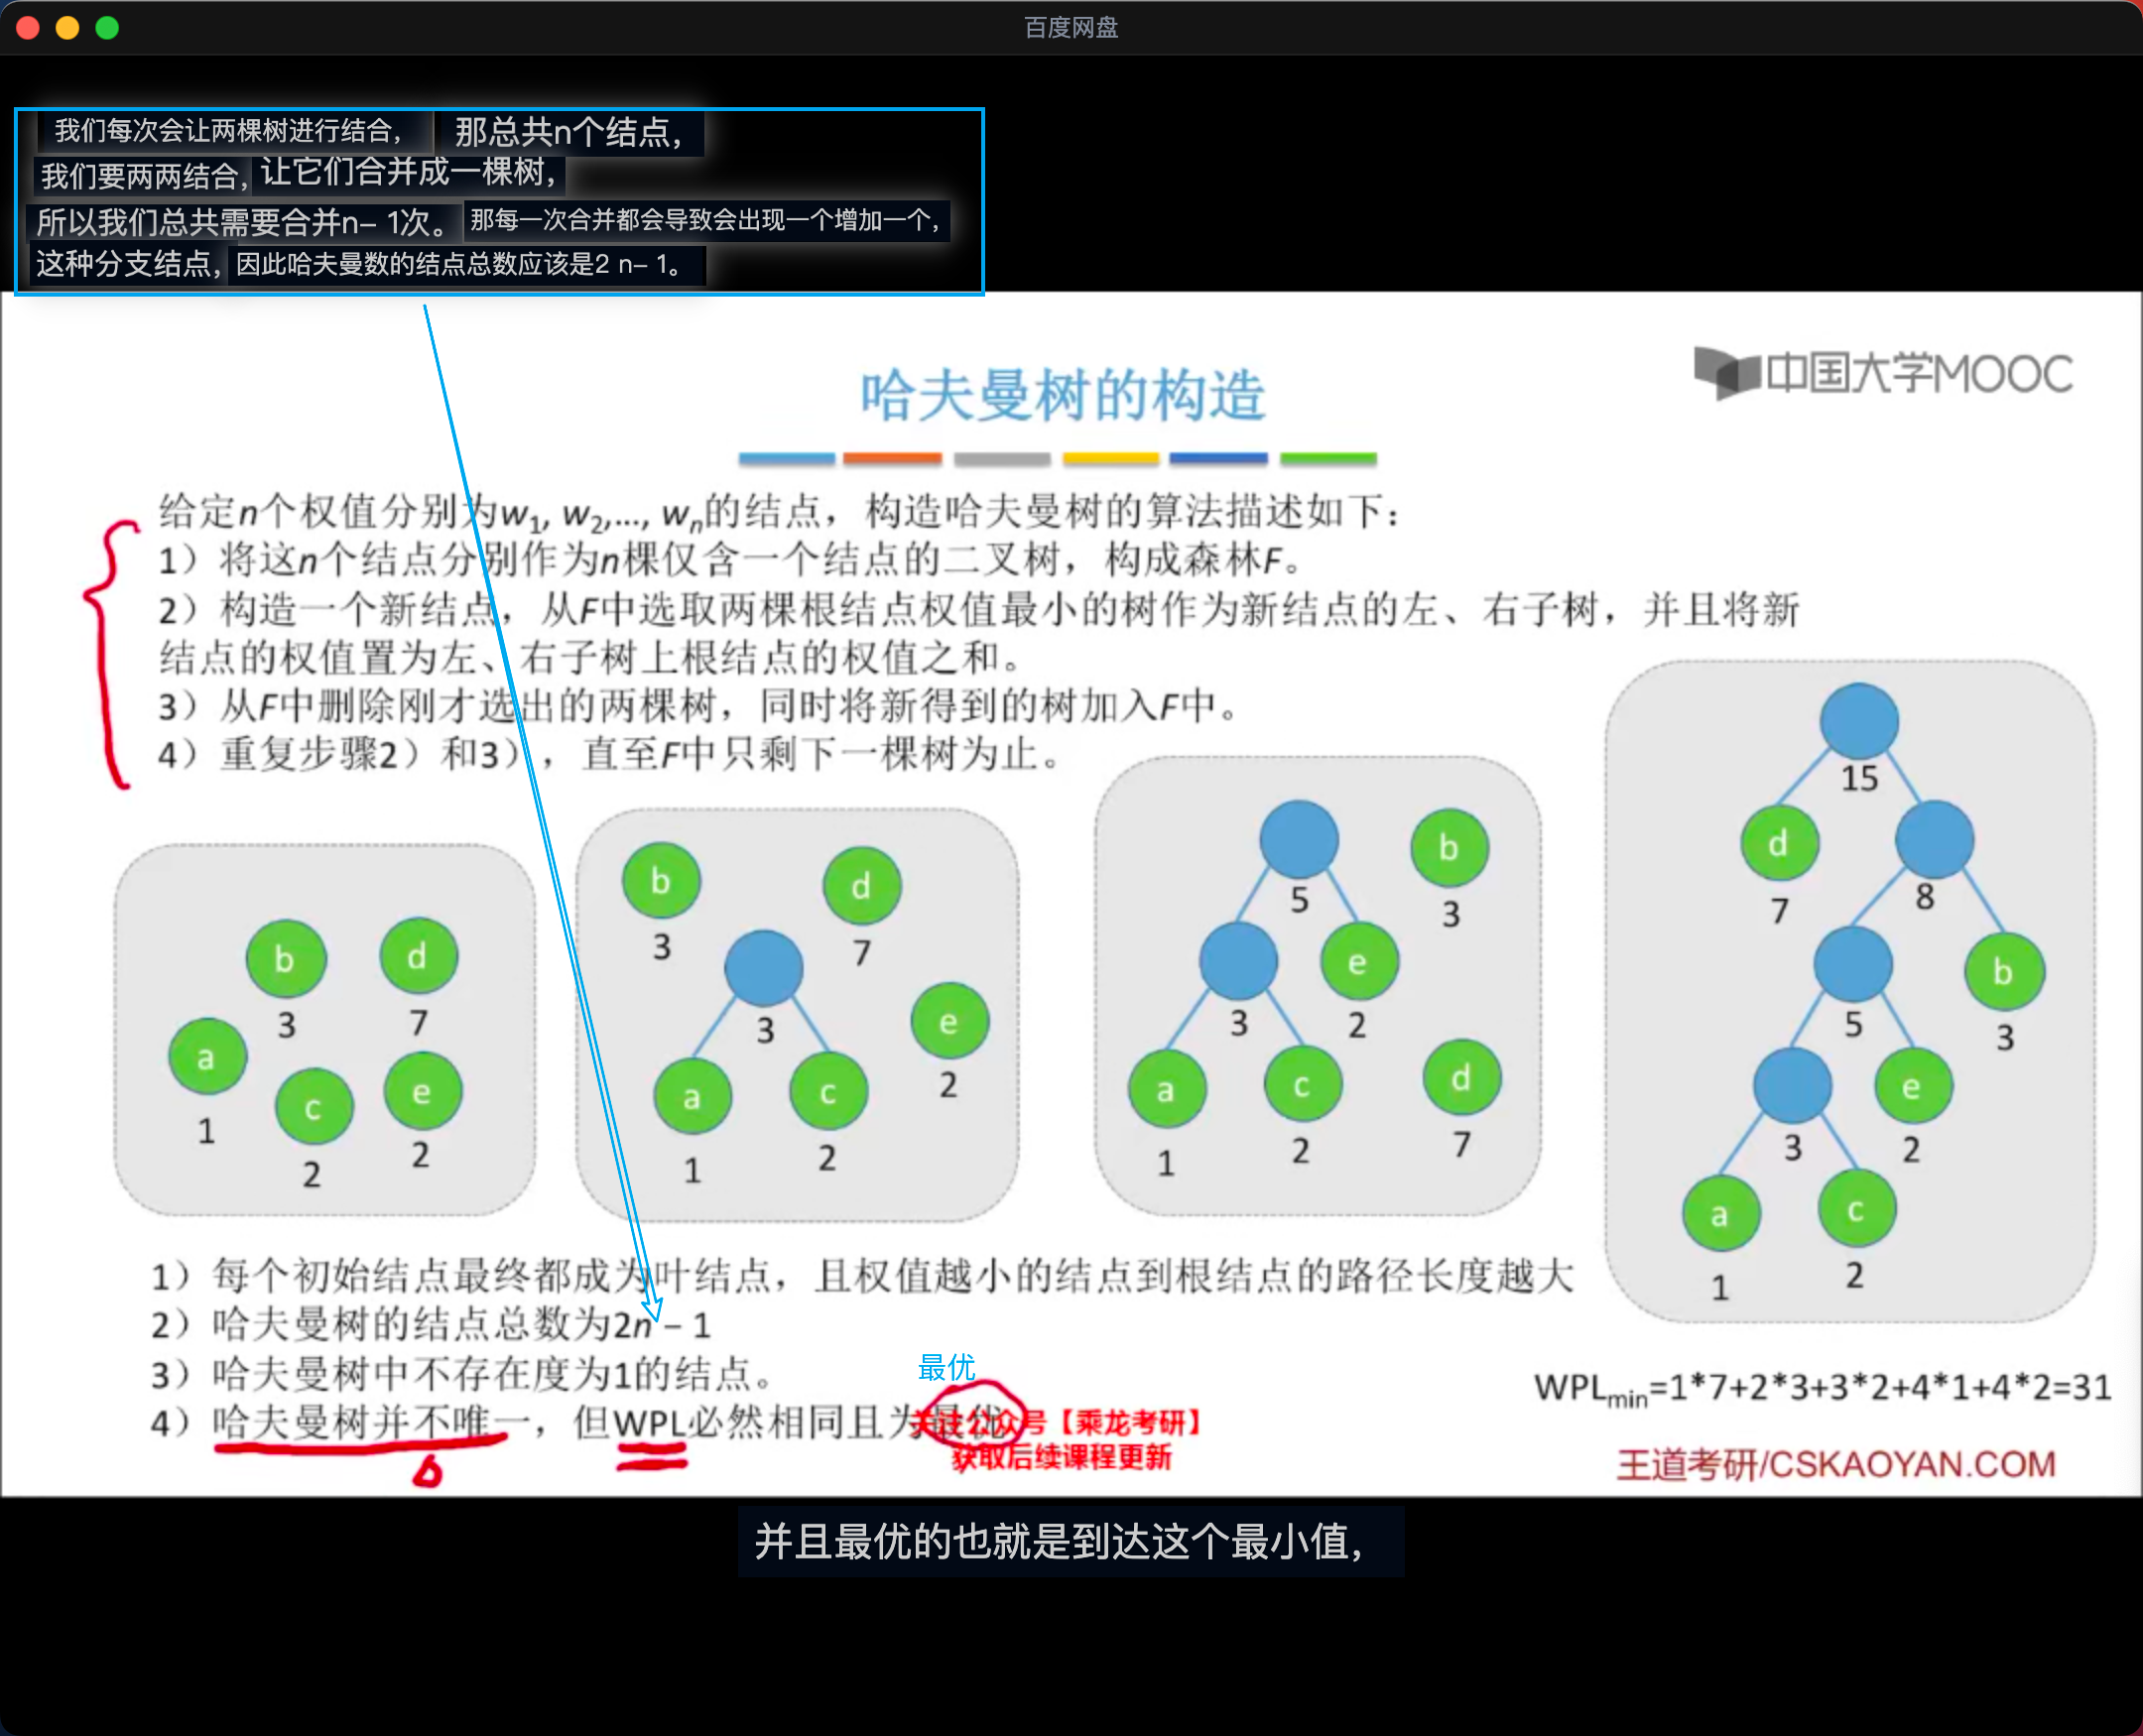 百度网盘
我们每次会让两棵树进行结合， 那总共n个结点，
我们要两两结合，让它们合并成一棵树，
所以我们总共需要合并n- 1次。 那每一次合并都会导致会出现一个增加一个，
这种分支结点，因此哈夫曼数的结点总数应该是2 n- 1。
中国大学MOOC
哈夫曼树的构造
给定n个权值分别为w1, w2,..., wn的结点，构造哈夫曼树的算法描述如下：
1）将这n个结点分别作为n棵仅含一个结点的二叉树，构成森林F。
2）构造一个新结点，从F中选取两棵根结点权值最小的树作为新结点的左、右子树，并且将新
结点的权值置为左、右子树上根结点的权值之和。
3）从F中删除刚才选出的两棵树，同时将新得到的树加入F中。
4）重复步骤2）和3），直至F中只剩下一棵树为止。
b d
3 7
a
c e
1
2 2
b d
3 7
3
e
2
a c
1 2
5 b
3
3 e
2
a c d
1 2 7
15
d
7 8
b
5 3
e
3 2
a c
1 2
1）每个初始结点最终都成为叶结点，且权值越小的结点到根结点的路径长度越大
2）哈夫曼树的结点总数为2n − 1
3）哈夫曼树中不存在度为1的结点。
最优
4）哈夫曼树并不唯一，但WPL必然相同且为最优
关注公众号【乘龙考研】
获取后续课程更新
WPLmin=1*7+2*3+3*2+4*1+4*2=31
王道考研/CSKAOYAN.COM
并且最优的也就是到达这个最小值，